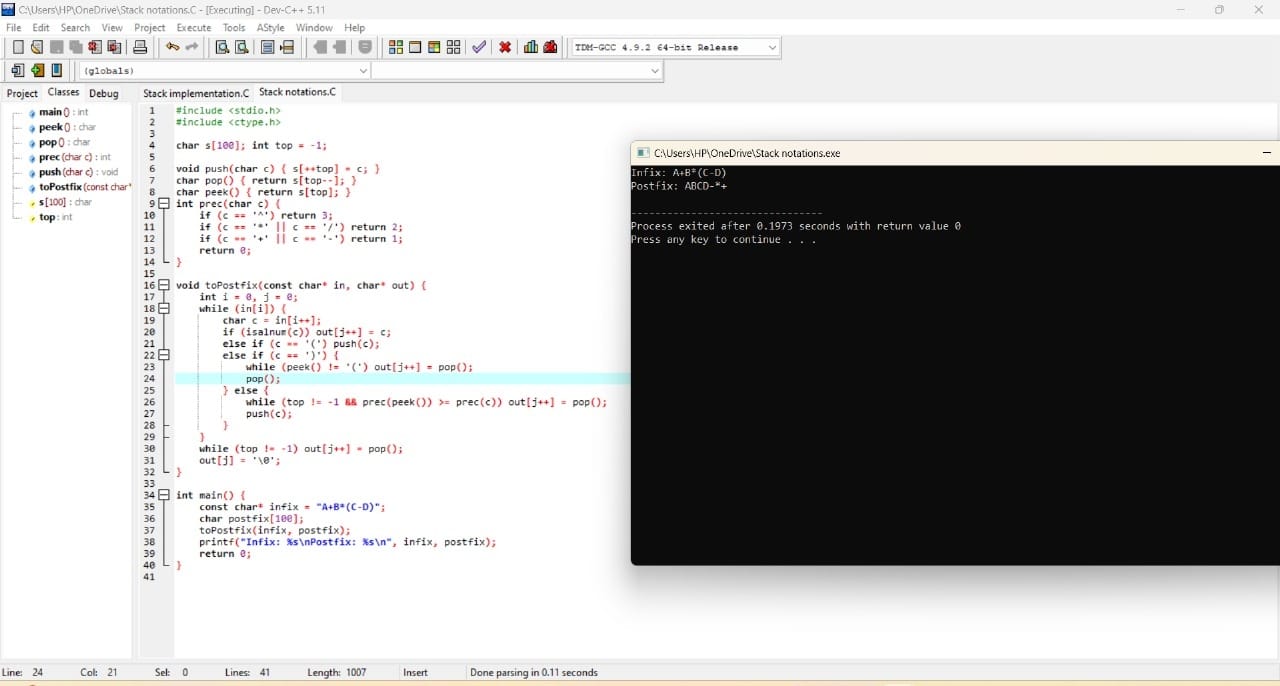 C:\Users\HP\OneDrive\Stack notations.C - [Executing] - Dev-C++ 5.11
File Edit Search View Project Execute Tools AStyle Window Help
TDM-GCC 4.9.2 64-bit Release
(globals)
Project Classes Debug
main () : int
peek () : char
pop () : char
prec (char c) : int
push (char c) : void
toPostfix (const char*
s [100] : char
top : int
Stack implementation.C Stack notations.C
1 #include <stdio.h>
2 #include <ctype.h>
3
4 char s[100]; int top = -1;
5
6 void push(char c) { s[++top] = c; }
7 char pop() { return s[top--]; }
8 char peek() { return s[top]; }
9 int prec(char c) {
10 if (c == '^') return 3;
11 if (c == '*' || c == '/') return 2;
12 if (c == '+' || c == '-') return 1;
13 return 0;
14 }
15
16 void toPostfix(const char* in, char* out) {
17 int i = 0, j = 0;
18 while (in[i]) {
19 char c = in[i++];
20 if (isalnum(c)) out[j++] = c;
21 else if (c == '(') push(c);
22 else if (c == ')') {
23 while (peek() != '(') out[j++] = pop();
24 pop();
25 } else {
26 while (top != -1 && prec(peek()) >= prec(c)) out[j++] = pop();
27 push(c);
28 }
29 }
30 while (top != -1) out[j++] = pop();
31 out[j] = '\0';
32 }
33
34 int main() {
35 const char* infix = "A+B*(C-D)";
36 char postfix[100];
37 toPostfix(infix, postfix);
38 printf("Infix: %s\nPostfix: %s\n", infix, postfix);
39 return 0;
40 }
41
C:\Users\HP\OneDrive\Stack notations.exe
Infix: A+B*(C-D)
Postfix: ABCD-*+
--------------------------------
Process exited after 0.1973 seconds with return value 0
Press any key to continue . . .
Line: 24 Col: 21 Sel: 0 Lines: 41 Length: 1007 Insert Done parsing in 0.11 seconds